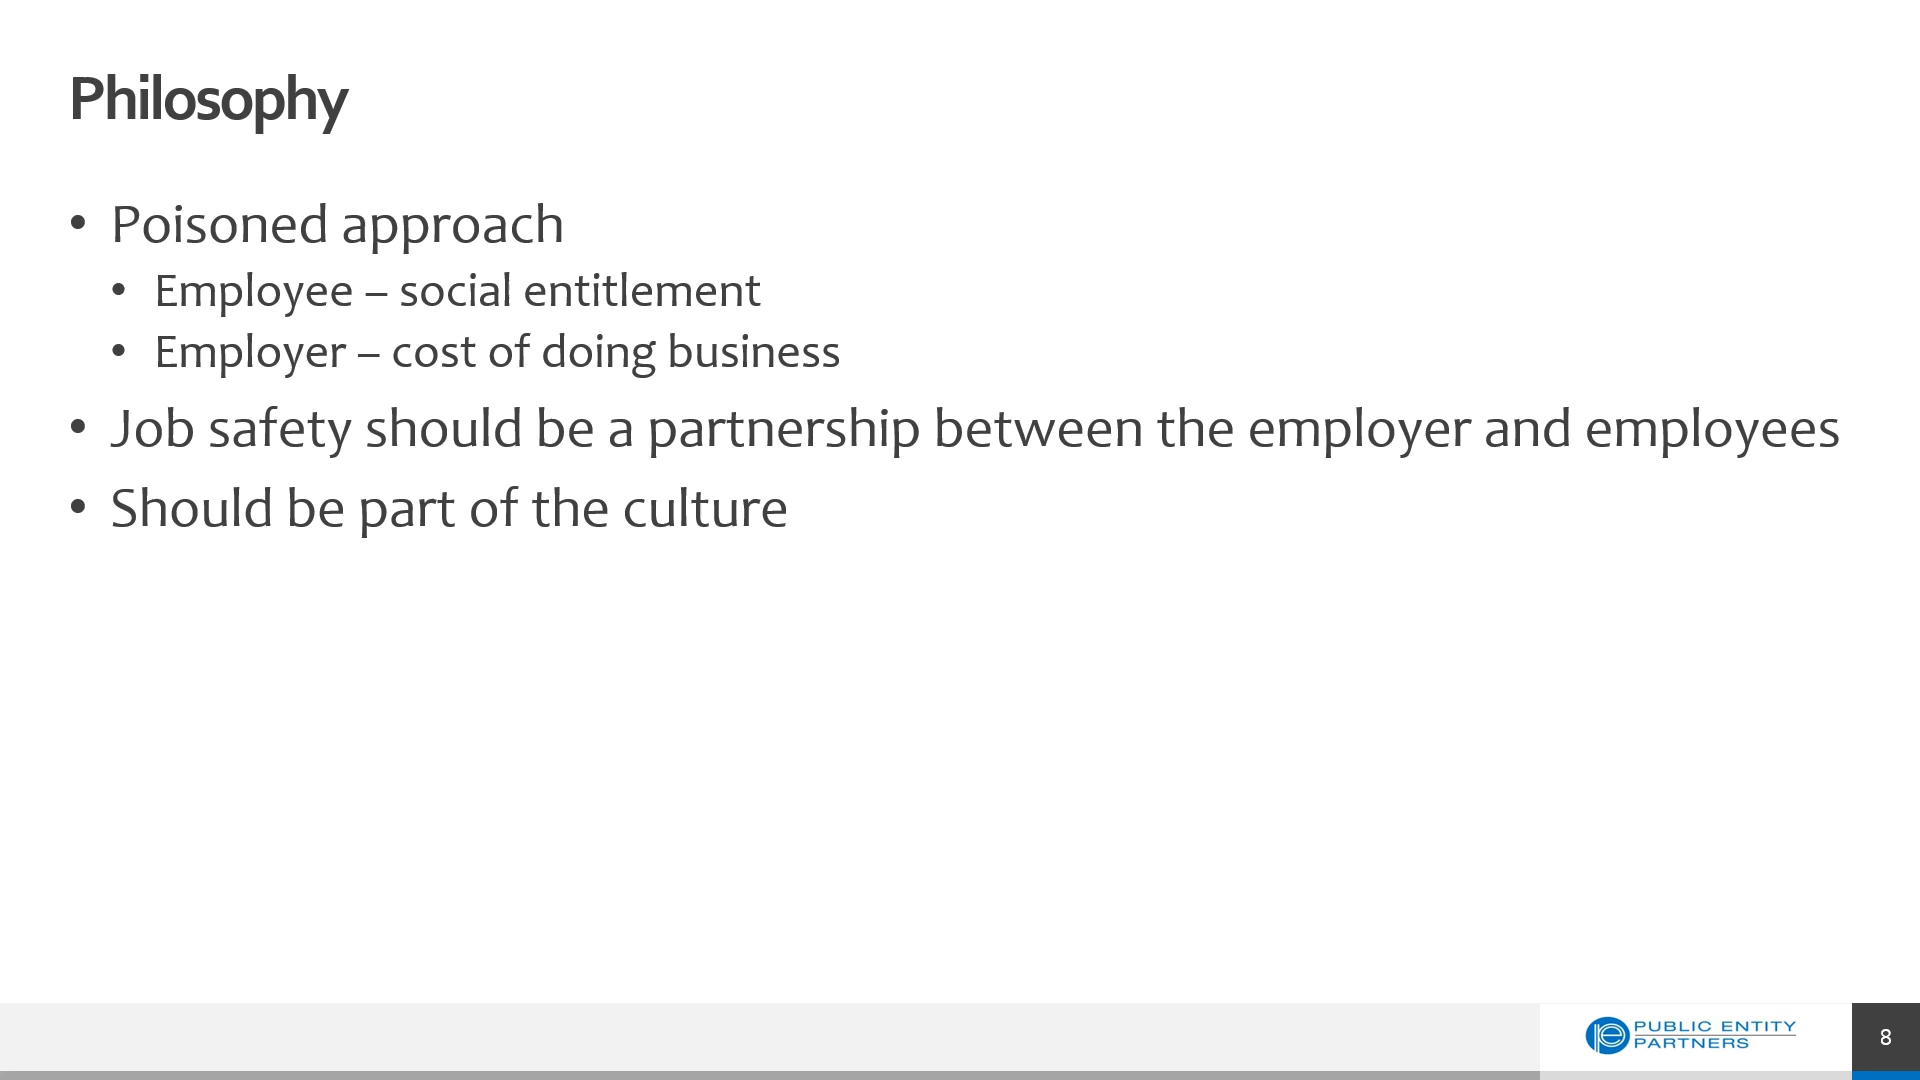 Philosophy
• Poisoned approach
• Employee – social entitlement
• Employer – cost of doing business
• Job safety should be a partnership between the employer and employees
• Should be part of the culture
PUBLIC ENTITY
PARTNERS
8